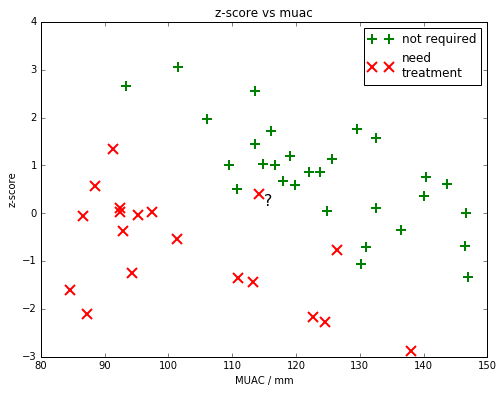 z-score vs muac
4
3
2
1
0
−1
−2
−3
z-score
not required
need
treatment
?
80
90
100
110
120
130
140
150
MUAC / mm